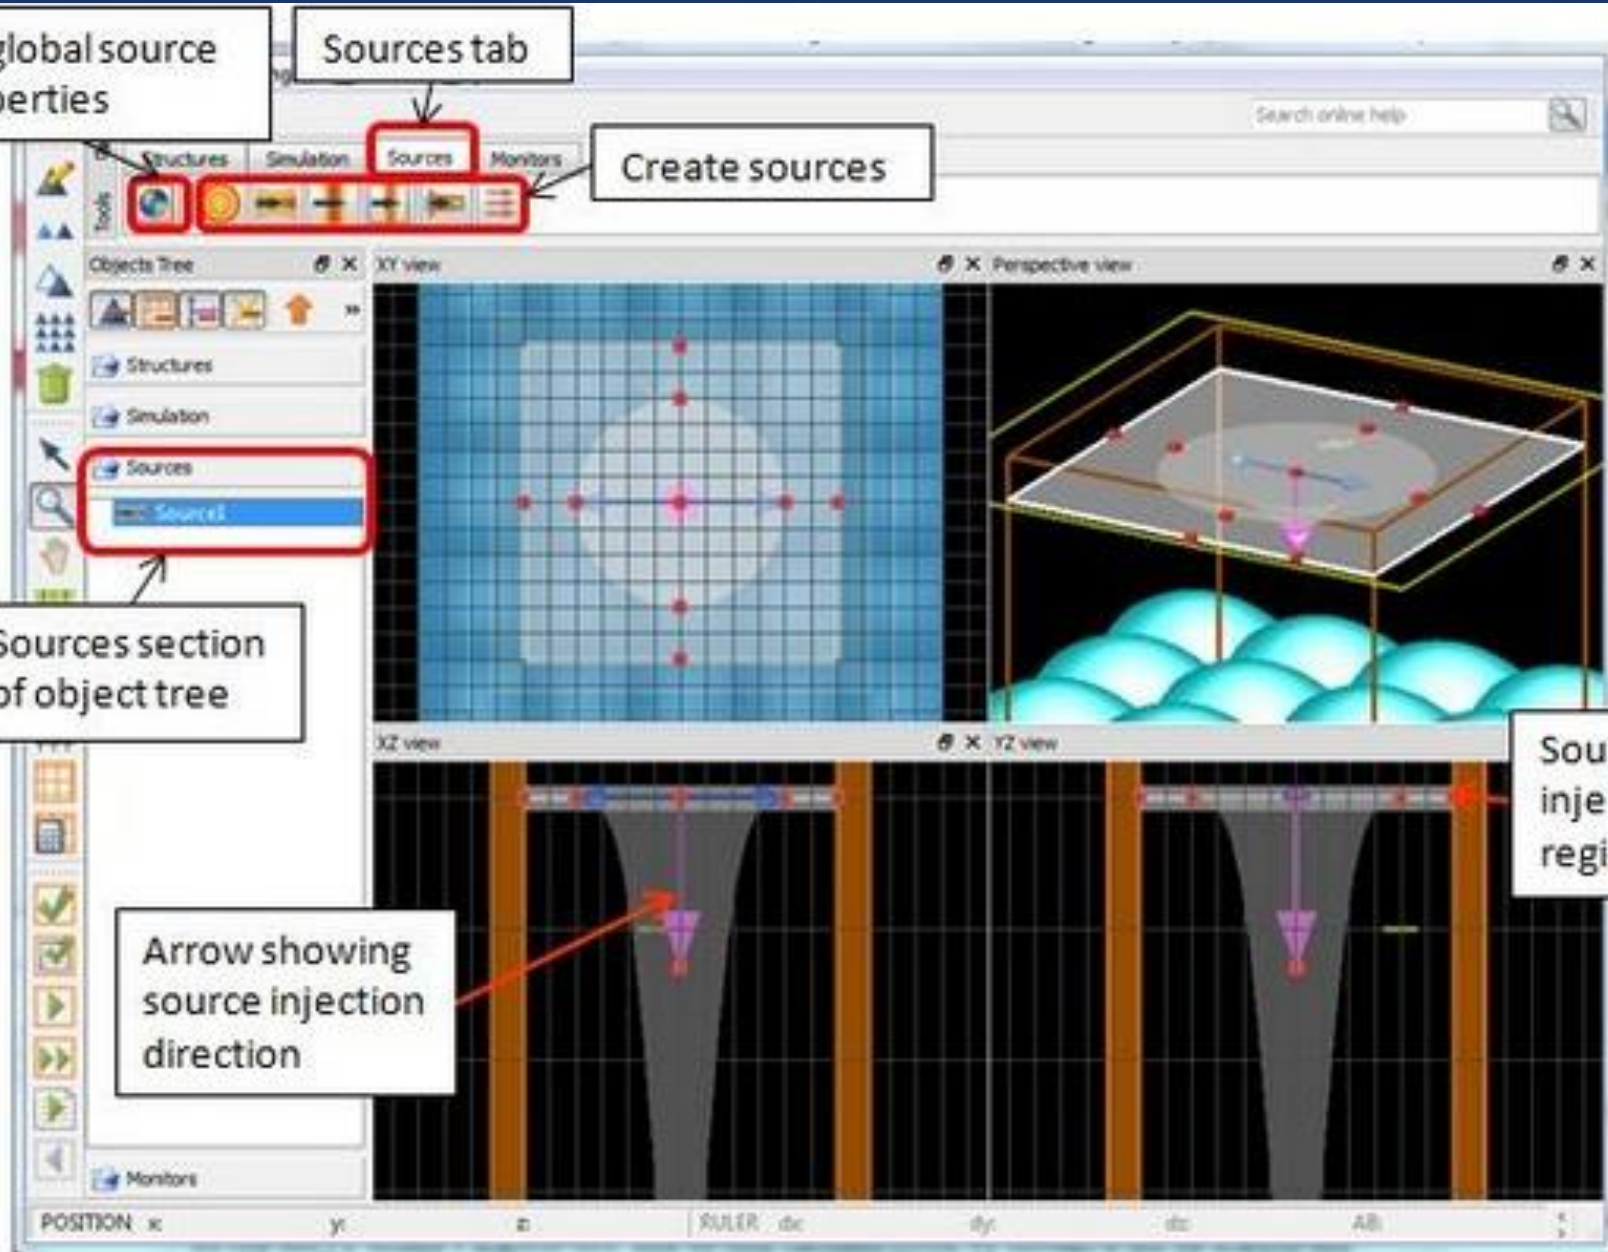 global source
perties
Sources tab
Search online help
Structures
Simulation
Sources
Monitors
Create sources
Tools
Objects Tree
XY view
Perspective view
Structures
Simulation
Sources
Source1
Sources section
of object tree
XZ view
YZ view
Sou
inje
regi
Arrow showing
source injection
direction
Monitors
POSITION x: y: z: RULER dx: dy: dz: AB: